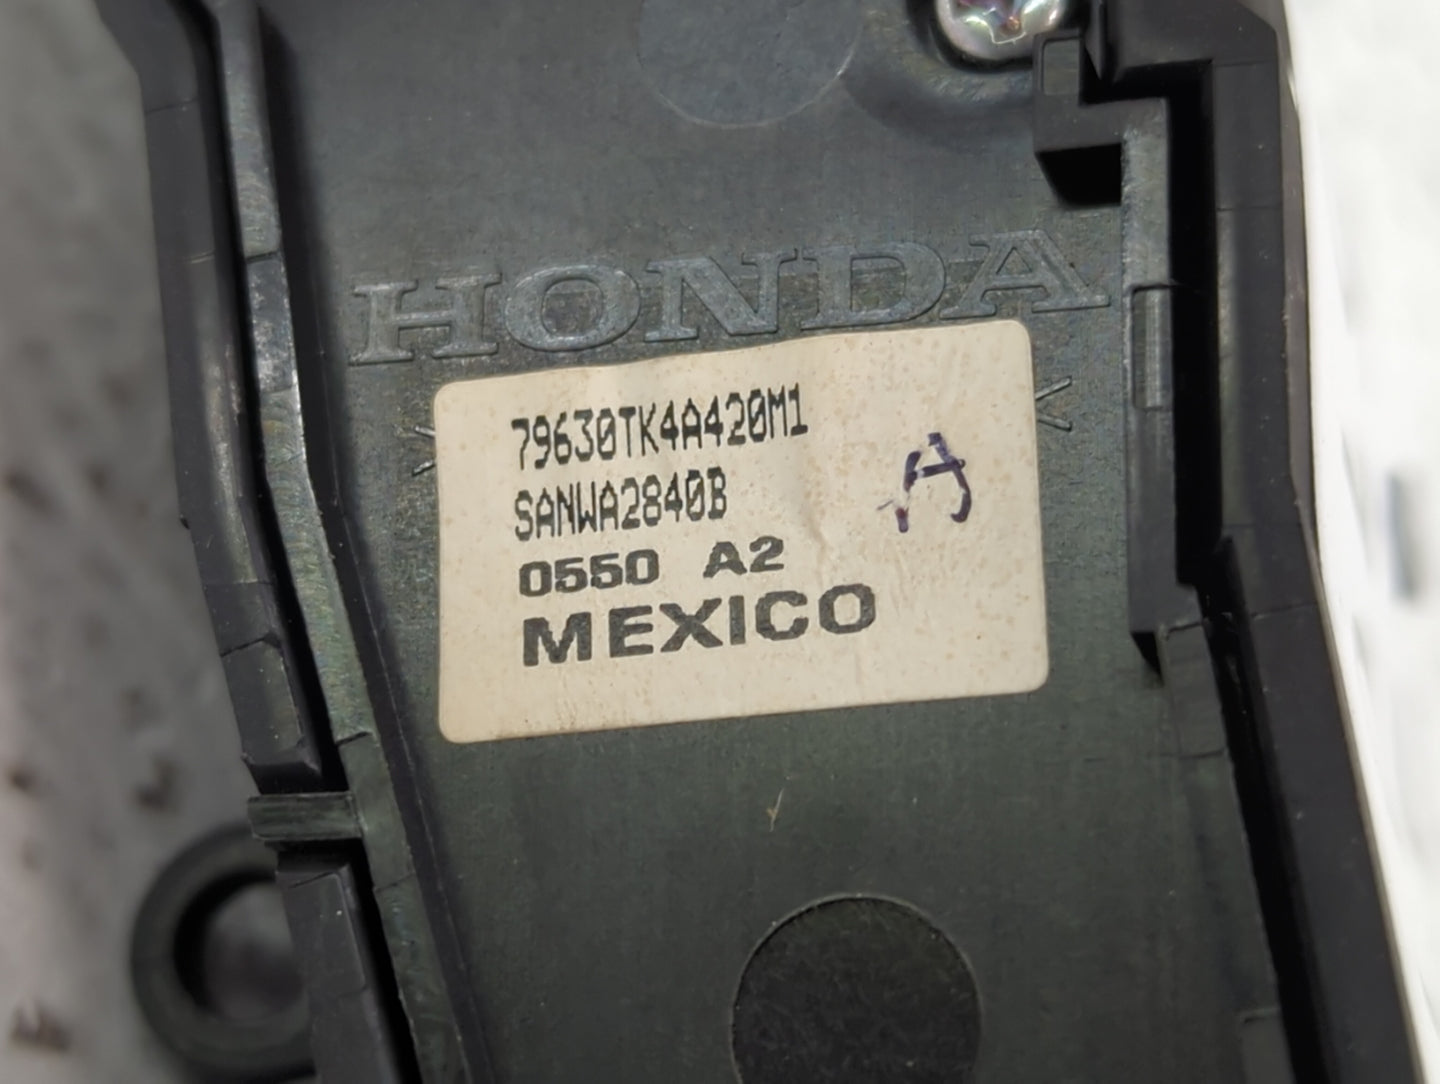 HONDA
79630TK4A420M1
SANWA2840B
0550 A2
MEXICO
A